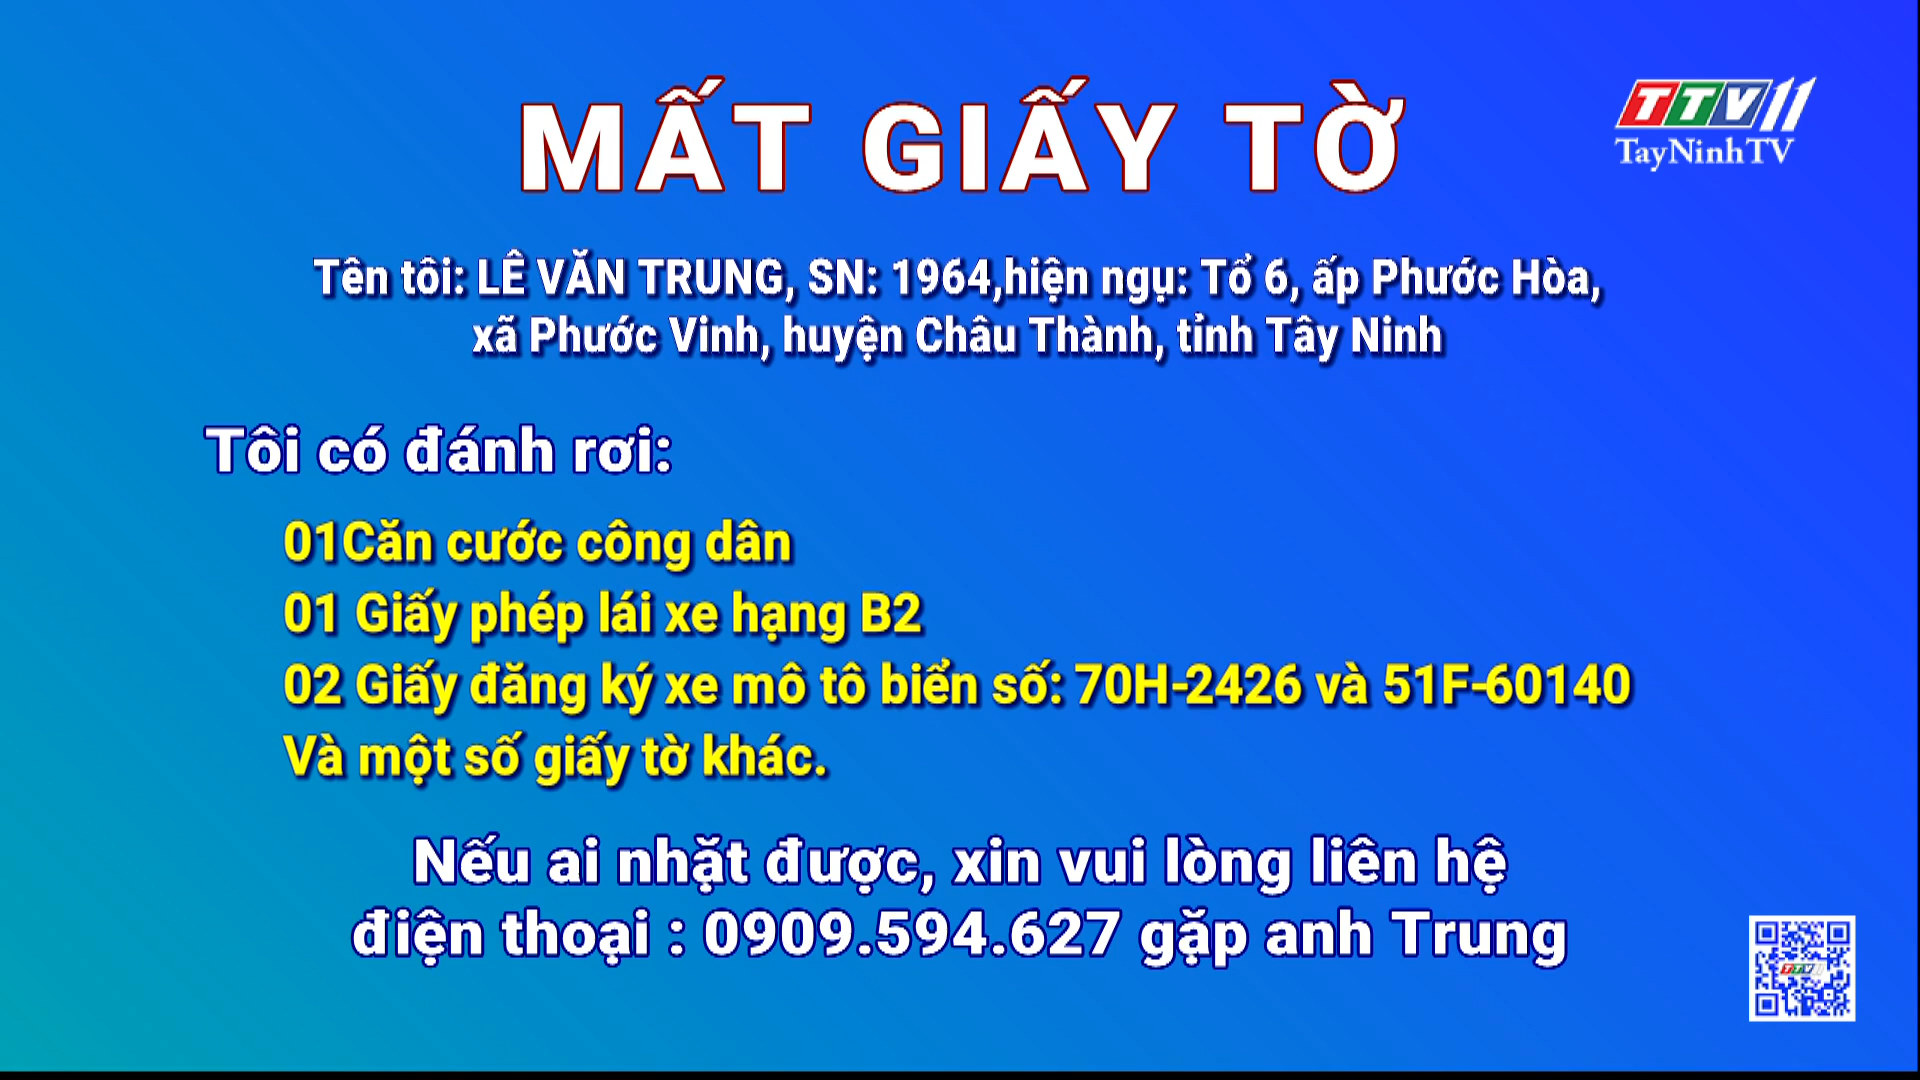 MẤT GIẤY TỜ
TTV11
TayNinhTV
Tên tôi: LÊ VĂN TRUNG, SN: 1964,hiện ngụ: Tổ 6, ấp Phước Hòa,
xã Phước Vinh, huyện Châu Thành, tỉnh Tây Ninh
Tôi có đánh rơi:
01Căn cước công dân
01 Giấy phép lái xe hạng B2
02 Giấy đăng ký xe mô tô biển số: 70H-2426 và 51F-60140
Và một số giấy tờ khác.
Nếu ai nhặt được, xin vui lòng liên hệ
điện thoại : 0909.594.627 gặp anh Trung
TTV11